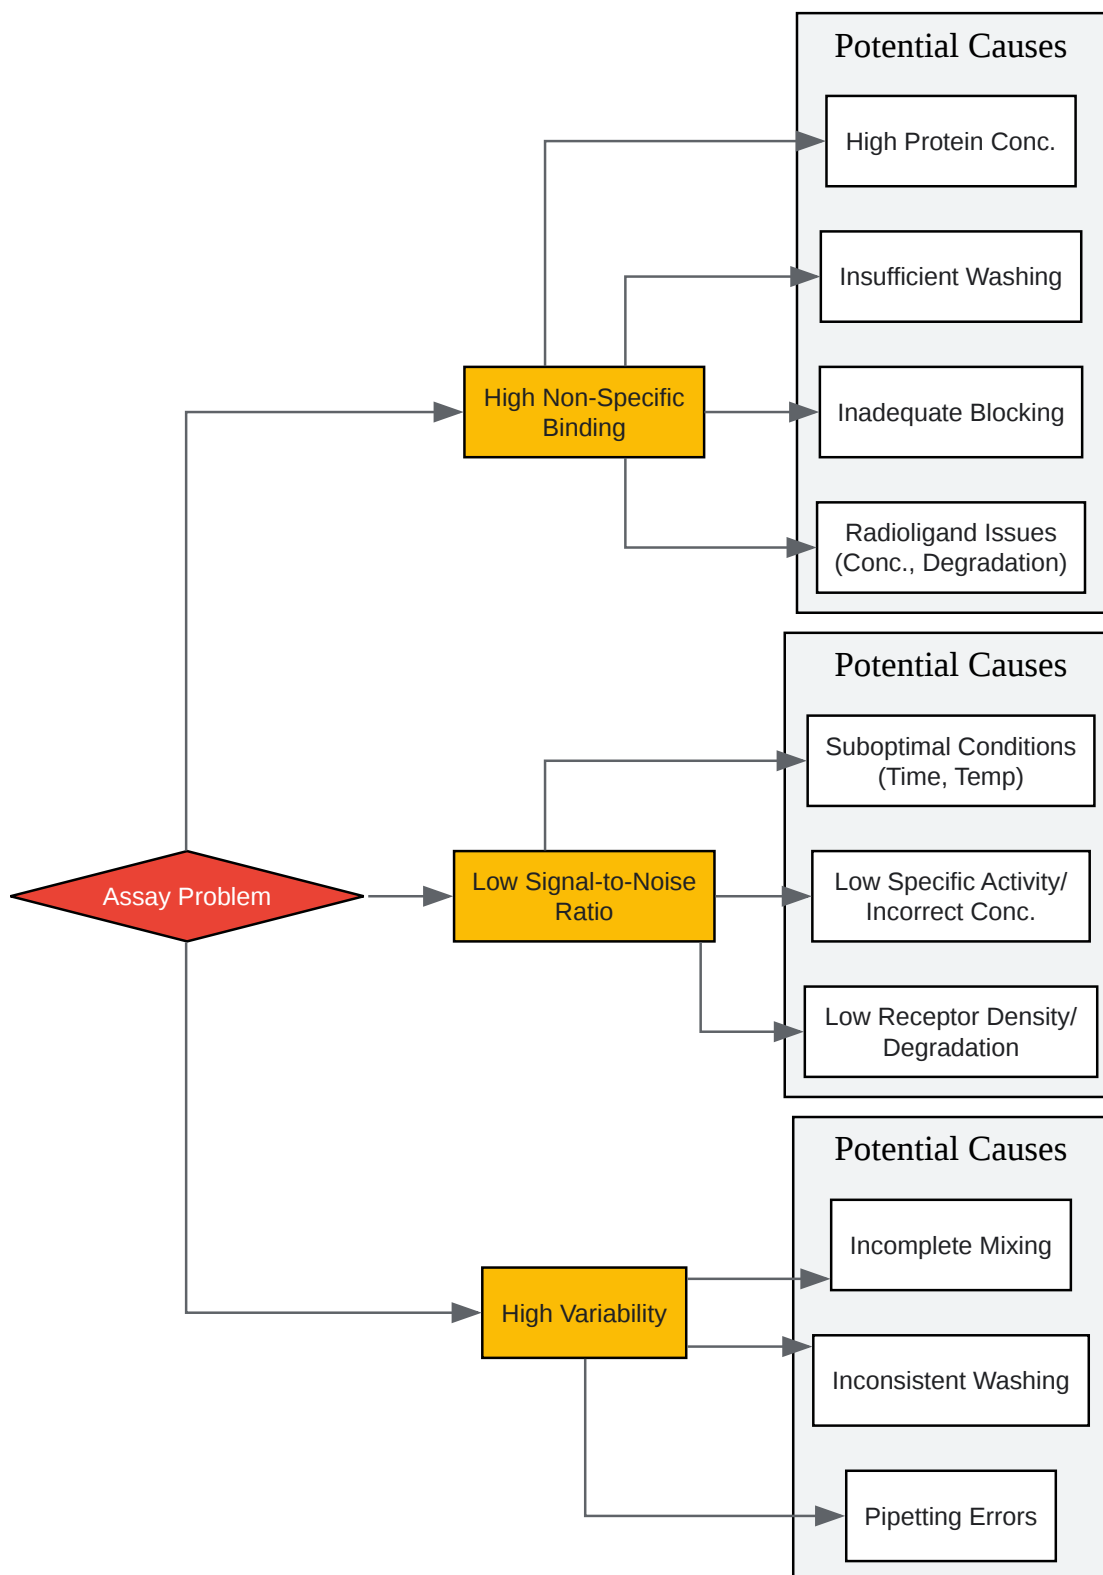 Assay Problem
High Non-Specific
Binding
Potential Causes
High Protein Conc.
Insufficient Washing
Inadequate Blocking
Radioligand Issues
(Conc., Degradation)
Low Signal-to-Noise
Ratio
Potential Causes
Suboptimal Conditions
(Time, Temp)
Low Specific Activity/
Incorrect Conc.
Low Receptor Density/
Degradation
High Variability
Potential Causes
Incomplete Mixing
Inconsistent Washing
Pipetting Errors